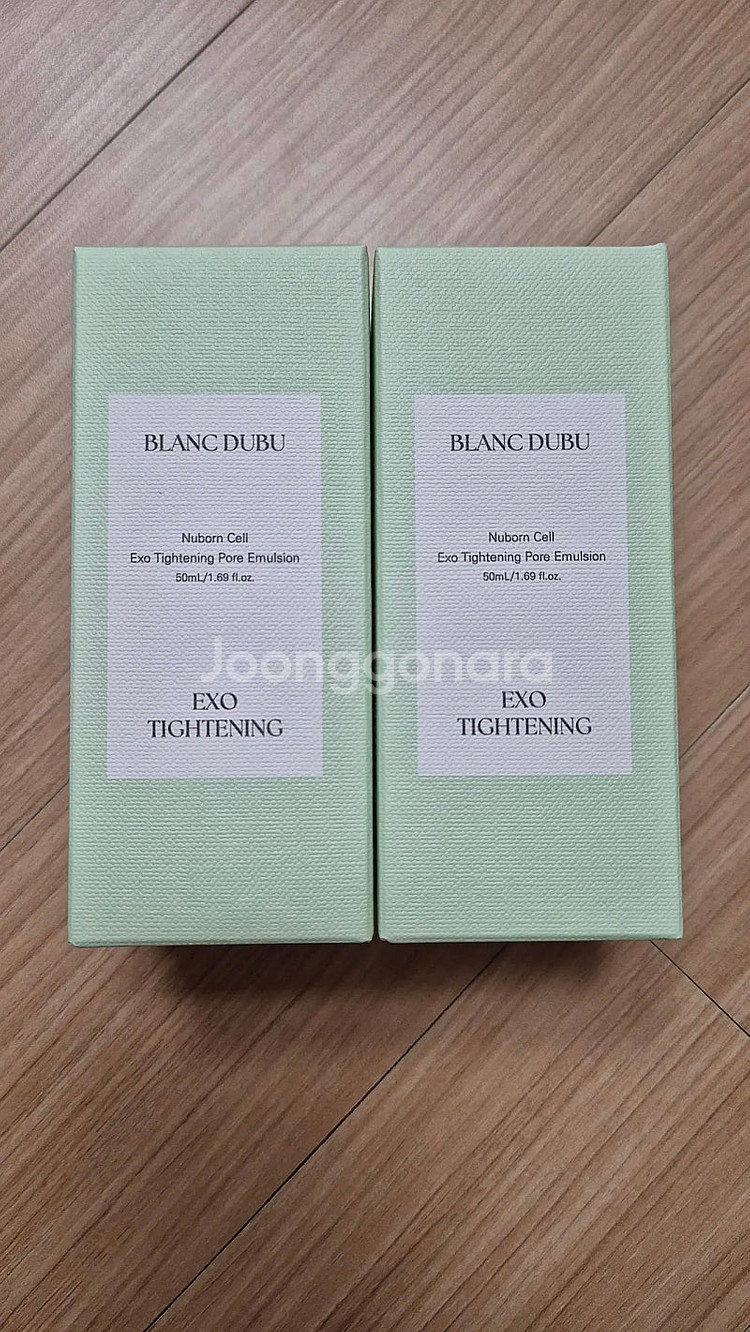 BLANC DUBU
Nuborn Cell
Exo Tightening Pore Emulsion
50mL/1.69 fl.oz.
EXO
TIGHTENING
BLANC DUBU
Nuborn Cell
Exo Tightening Pore Emulsion
50mL/1.69 fl.oz.
EXO
TIGHTENING
Joonggonara